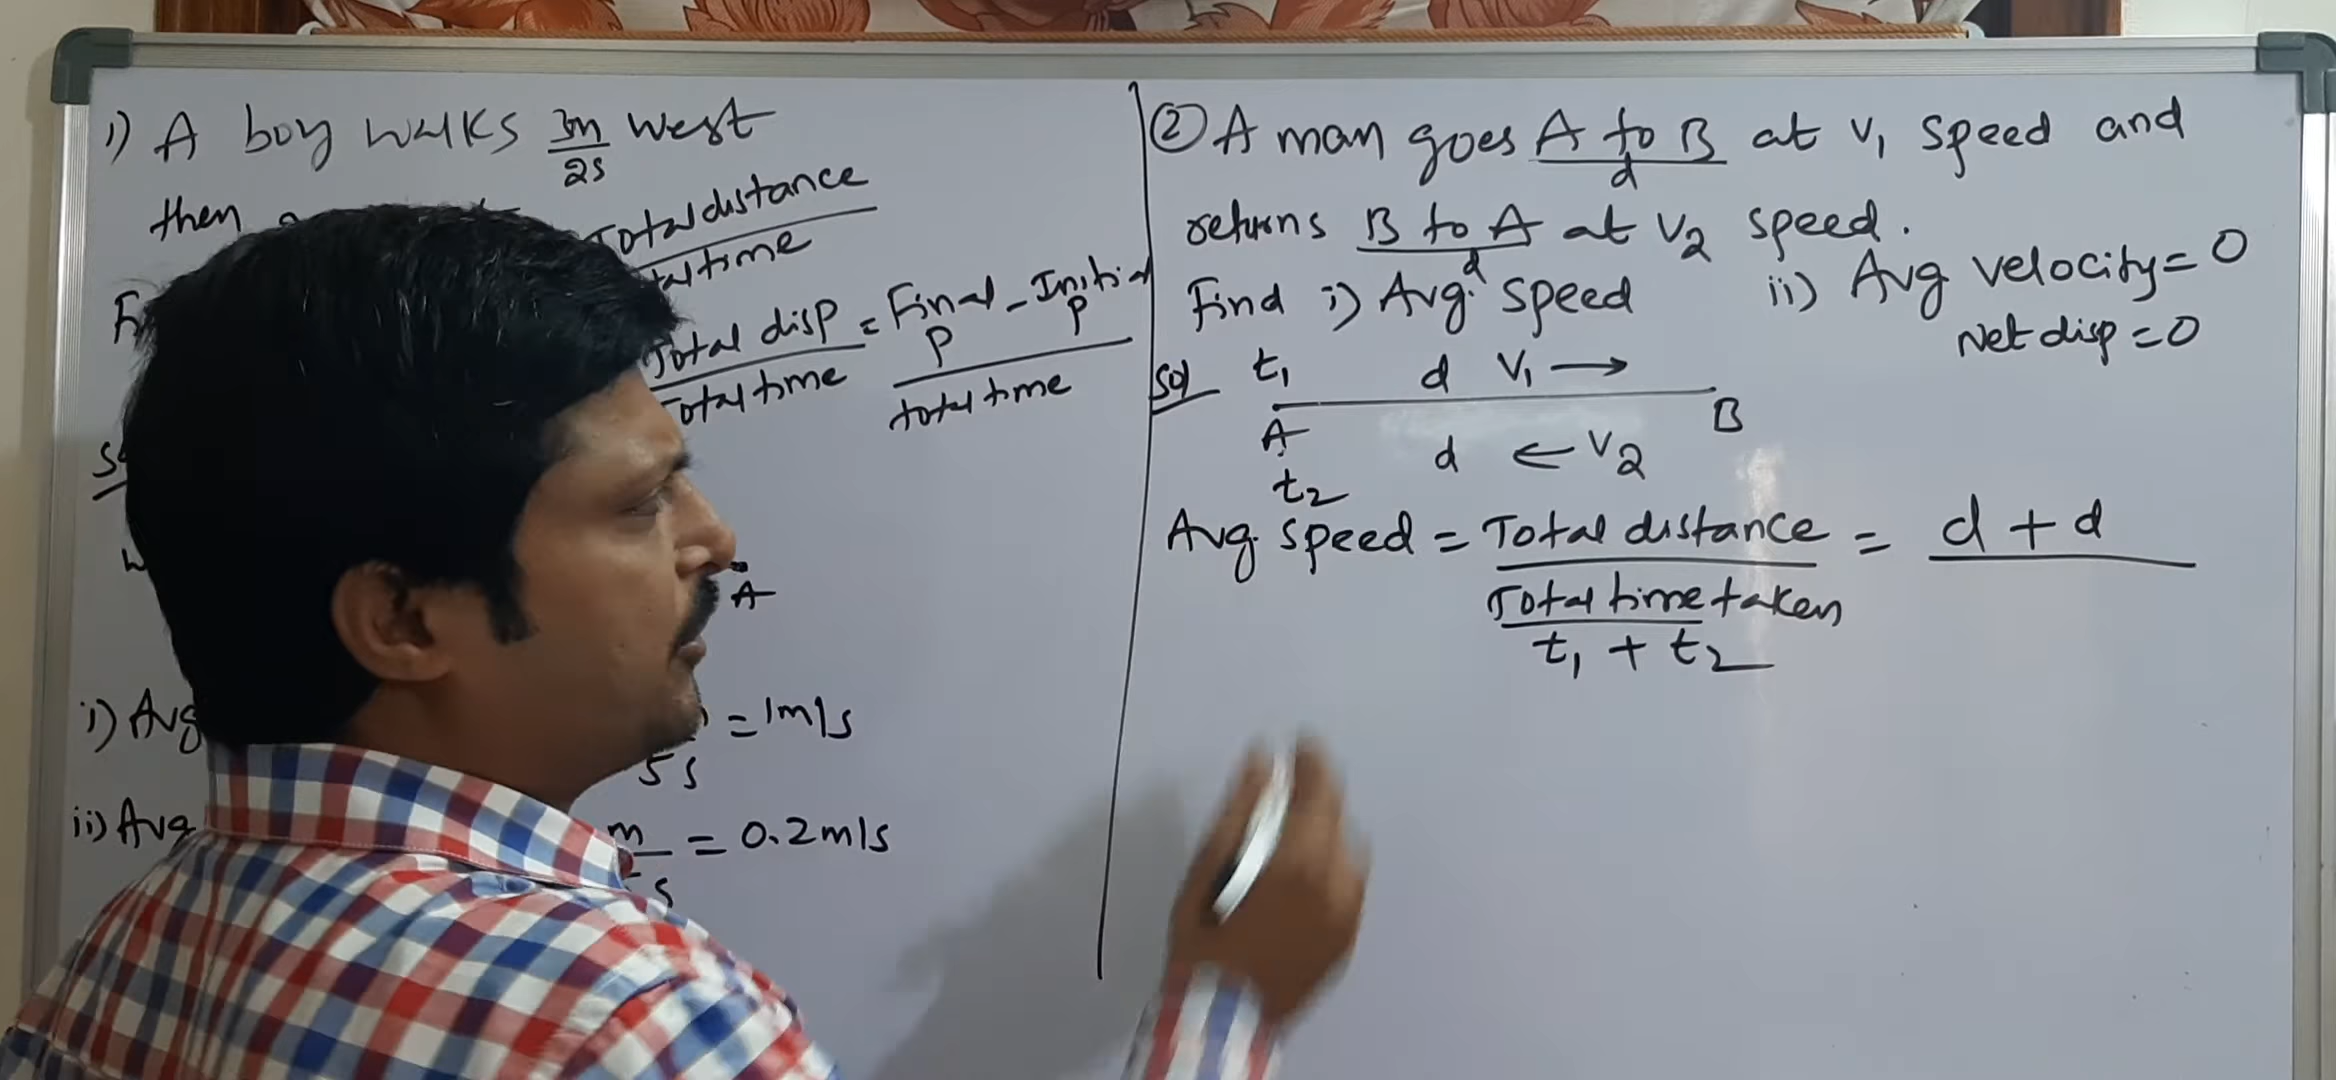 1) A boy walks 3m/2s west
then
Total distance
time
Total disp / Total time = Final P - Initial P / total time
A
i) Avg = 1m/s
5s
ii) Avg m = 0.2m/s
s
② A man goes A to B at v₁ speed and
d
returns B to A at v₂ speed.
d
Find i) Avg. speed ii) Avg velocity = 0
Net disp = 0
Sol t₁ d v₁ →
A B
d ← v₂
t₂
Avg. speed = Total distance / Total time taken = d + d
t₁ + t₂